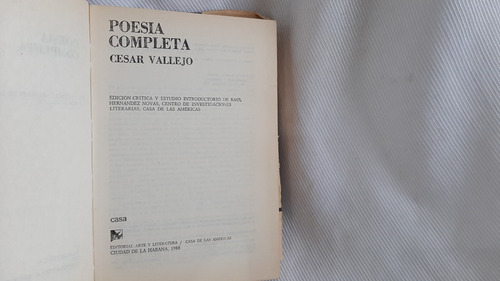 POESIA
COMPLETA
CESAR VALLEJO
EDICION CRITICA Y ESTUDIO INTRODUCTORIO DE RAUL
HERNANDEZ NOVAS, CENTRO DE INVESTIGACIONES
LITERARIAS, CASA DE LAS AMÉRICAS
casa
EDITORIAL ARTE Y LITERATURA / CASA DE LAS AMERICAS
CIUDAD DE LA HABANA, 1988